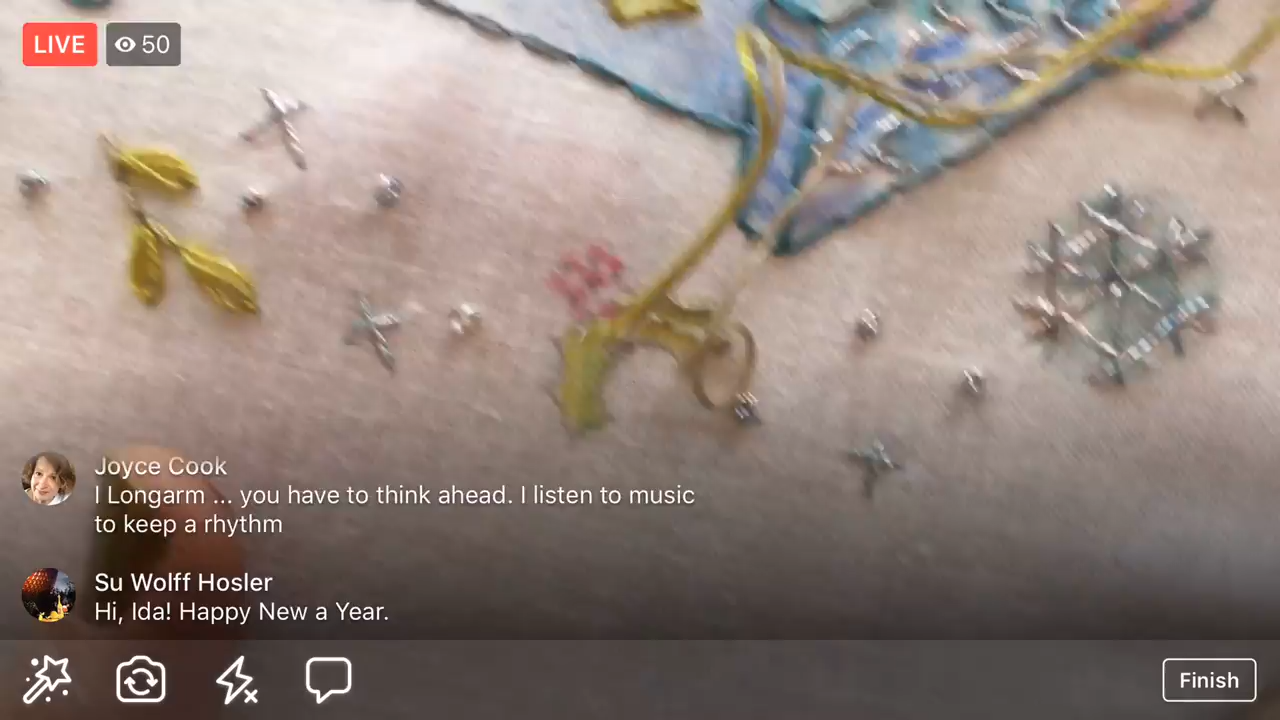 LIVE 50
Joyce Cook
I Longarm ... you have to think ahead. I listen to music
to keep a rhythm
Su Wolff Hosler
Hi, Ida! Happy New a Year.
Finish